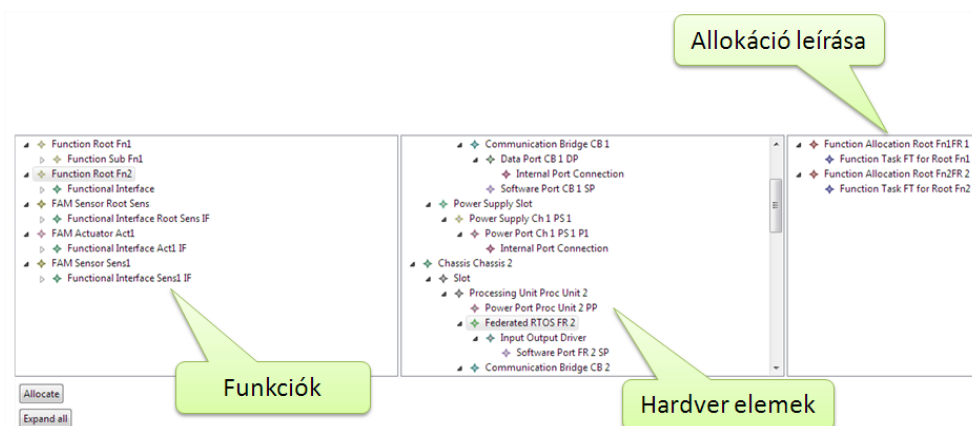 Allokáció leírása
Function Root Fn1
Function Sub Fn1
Function Root Fn2
Functional Interface
FAM Sensor Root Sens
Functional Interface Root Sens IF
FAM Actuator Act1
Functional Interface Act1 IF
FAM Sensor Sens1
Functional Interface Sens1 IF
Communication Bridge CB 1
Data Port CB 1 DP
Internal Port Connection
Software Port CB 1 SP
Power Supply Slot
Power Supply Ch 1 PS 1
Power Port Ch 1 PS 1 P1
Internal Port Connection
Chassis Chassis 2
Slot
Processing Unit Proc Unit 2
Power Port Proc Unit 2 PP
Federated RTOS FR 2
Input Output Driver
Software Port FR 2 SP
Communication Bridge CB 2
Function Allocation Root Fn1FR 1
Function Task FT for Root Fn1
Function Allocation Root Fn2FR 2
Function Task FT for Root Fn2
Funkciók
Hardver elemek
Allocate
Expand all